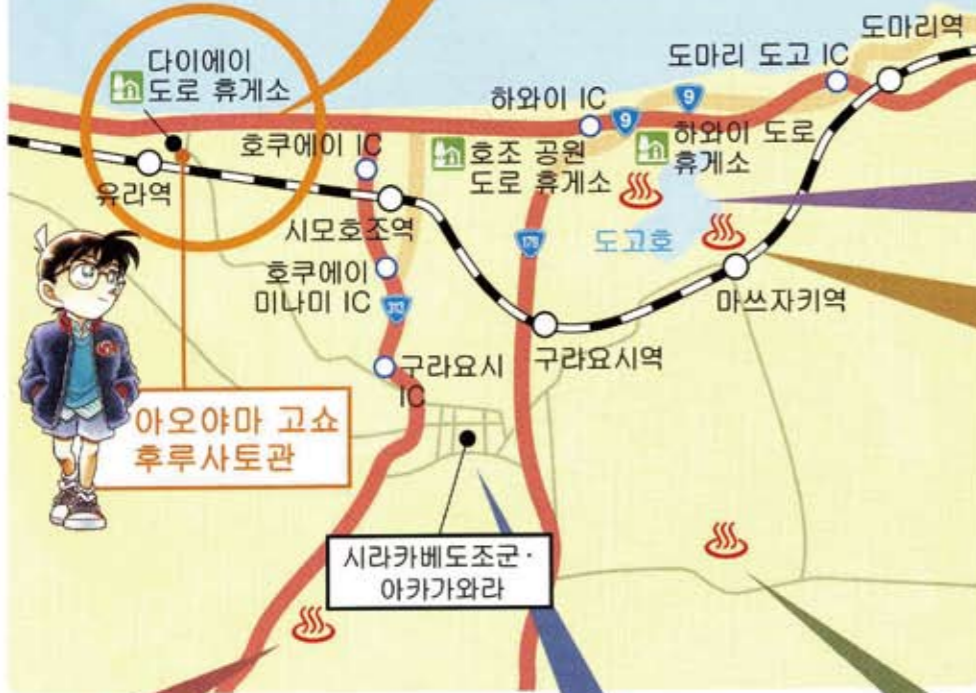 도마리역
다이에이
도로 휴게소
도마리 도고 IC
하와이 IC
9
9
하와이 도로
휴게소
호쿠에이 IC
호조 공원
도로 휴게소
유라역
시모호조역
179
도고호
호쿠에이
미나미 IC
313
마쓰자키역
구라요시
IC
구라요시역
아오야마 고쇼
후루사토관
시라카베도조군·
아카가와라